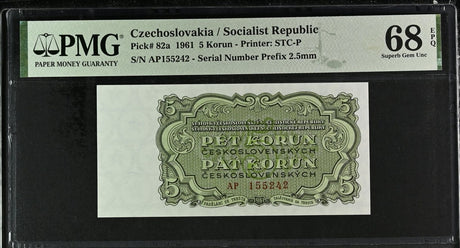 PMG
PAPER MONEY GUARANTY
Czechoslovakia / Socialist Republic
Pick# 82a 1961 5 Korun - Printer: STC-P
S/N AP155242 - Serial Number Prefix 2.5mm
68 EPQ
Superb Gem Unc
PĚT KORUN
ČESKOSLOVENSKÝCH
PÄŤ KORÚN
ČESKOSLOVENSKÝCH
5 5
AP 155242